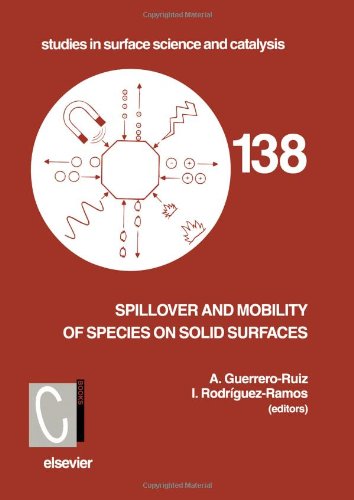 studies in surface science and catalysis
138
SPILLOVER AND MOBILITY
OF SPECIES ON SOLID SURFACES
A. Guerrero-Ruiz
I. Rodríguez-Ramos
(editors)
C
BOOKS
elsevier